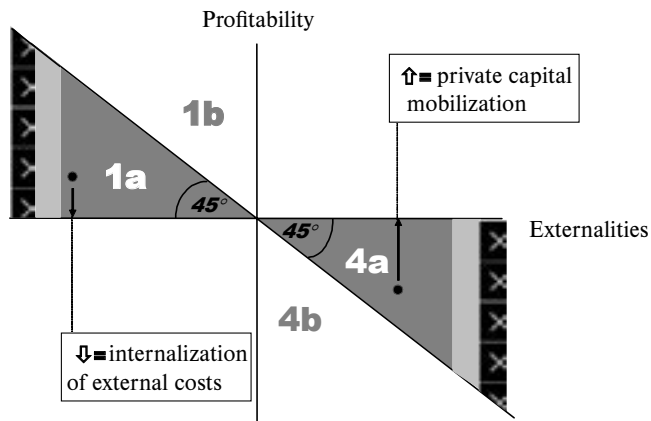 Profitability
⇧= private capital
mobilization
1b
1a
45°
Externalities
45°
4a
4b
⇩=internalization
of external costs